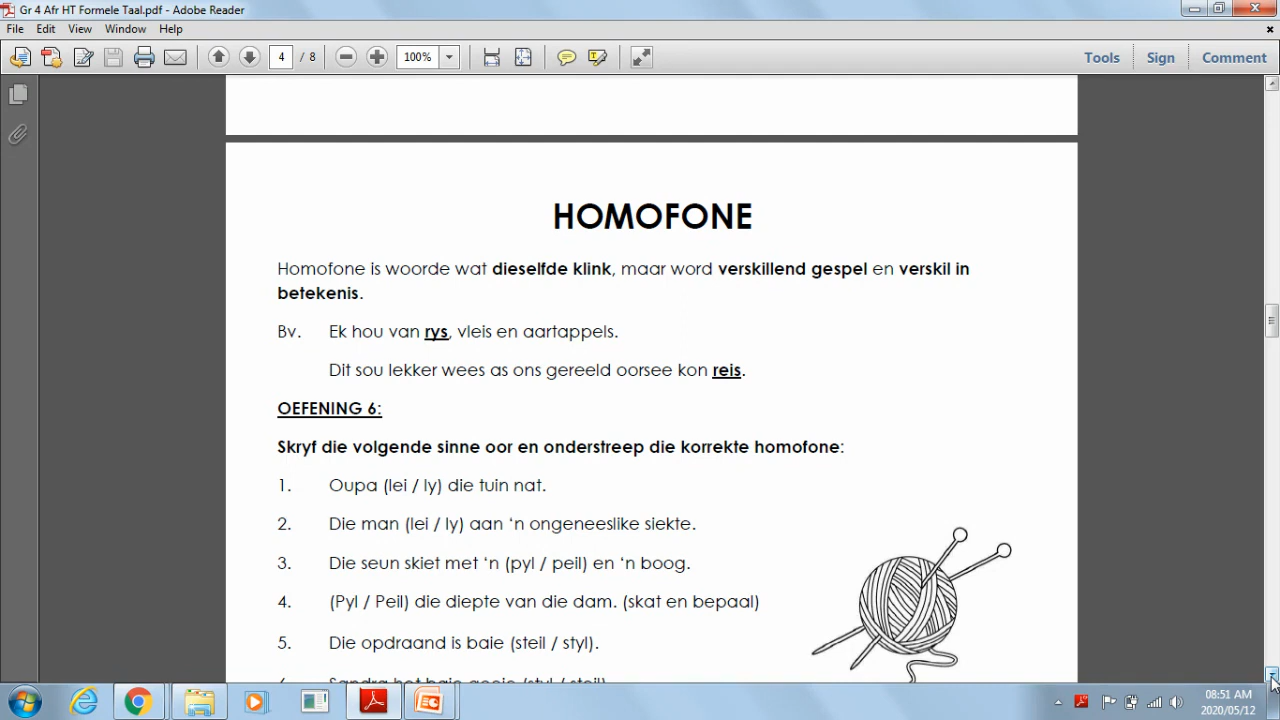 Gr 4 Afr HT Formele Taal.pdf - Adobe Reader
File Edit View Window Help
4 / 8 100% Tools Sign Comment
HOMOFONE
Homofone is woorde wat dieselfde klink, maar word verskillend gespel en verskil in
betekenis.
Bv. Ek hou van rys, vleis en aartappels.
Dit sou lekker wees as ons gereeld oorsee kon reis.
OEFENING 6:
Skryf die volgende sinne oor en onderstreep die korrekte homofone:
1. Oupa (lei / ly) die tuin nat.
2. Die man (lei / ly) aan ‘n ongeneeslike siekte.
3. Die seun skiet met ‘n (pyl / peil) en ‘n boog.
4. (Pyl / Peil) die diepte van die dam. (skat en bepaal)
5. Die opdraand is baie (steil / styl).
08:51 AM
2020/05/12